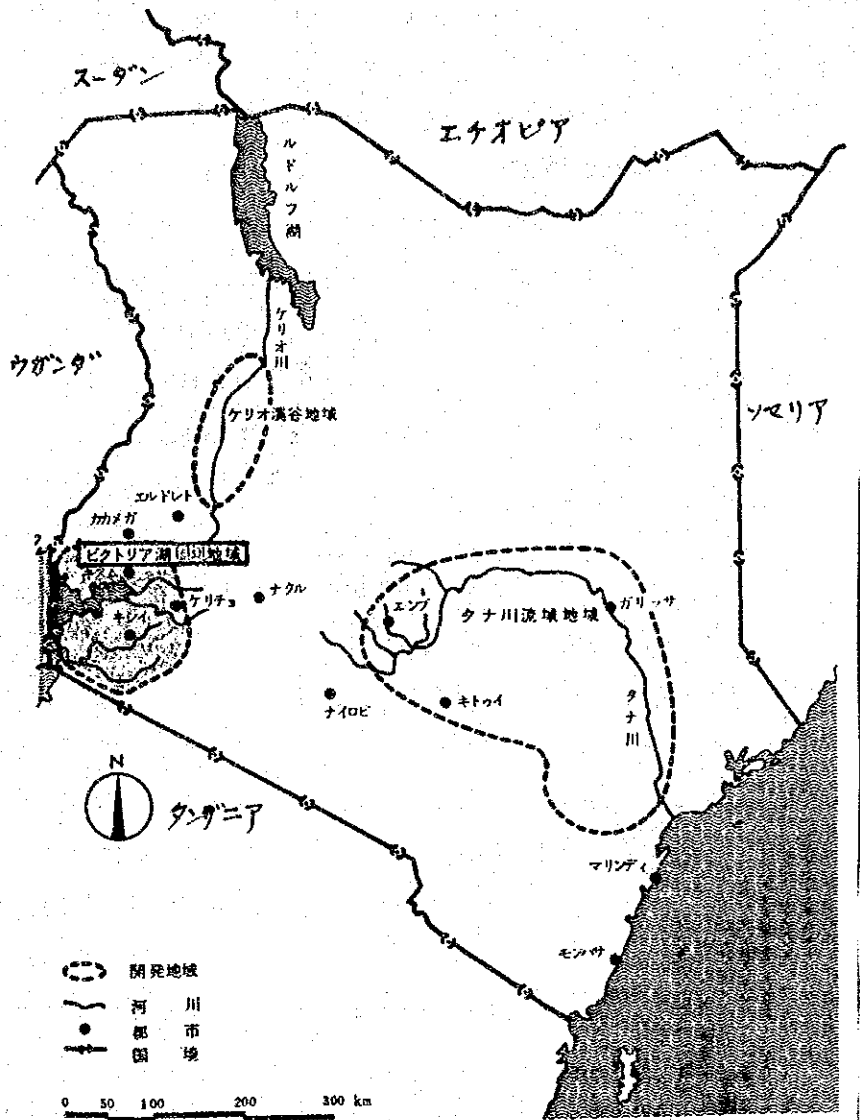 スーダン
エチオピア
ルドルフ湖
ケリオ川
ウガンダ
ケリオ渓谷地域
ソマリア
エルドレト
カカメガ
ビクトリア湖 地域
キスム
ケリチョ
ナクル
キシイ
エンブ
タナ川流域地域
ガリッサ
タナ川
ナイロビ
キトゥイ
N
タンザニア
マリンディ
モンバサ
開発地域
河 川
都 市
国 境
0 50 100 200 300 km